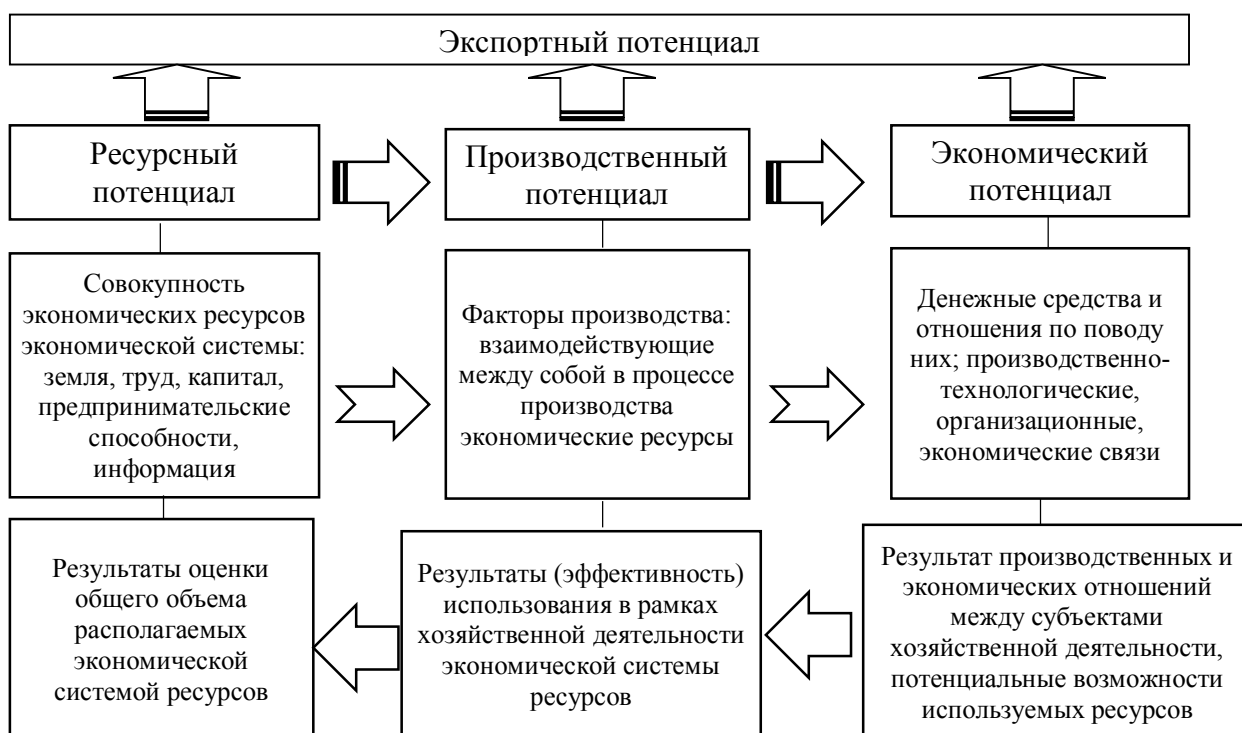 Экспортный потенциал
Ресурсный
потенциал
Производственный
потенциал
Экономический
потенциал
Совокупность
экономических ресурсов
экономической системы:
земля, труд, капитал,
предпринимательские
способности,
информация
Факторы производства:
взаимодействующие
между собой в процессе
производства
экономические ресурсы
Денежные средства и
отношения по поводу
них; производственно-
технологические,
организационные,
экономические связи
Результаты оценки
общего объема
располагаемых
экономической
системой ресурсов
Результаты (эффективность)
использования в рамках
хозяйственной деятельности
экономической системы
ресурсов
Результат производственных и
экономических отношений
между субъектами
хозяйственной деятельности,
потенциальные возможности
используемых ресурсов